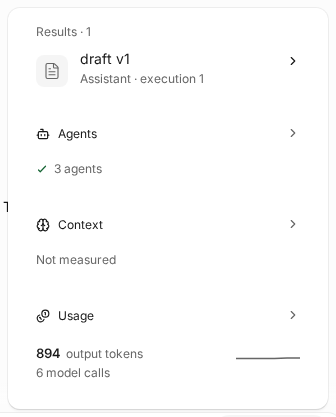 Results · 1
draft v1
Assistant · execution 1
Agents
3 agents
Context
Not measured
Usage
894 output tokens
6 model calls